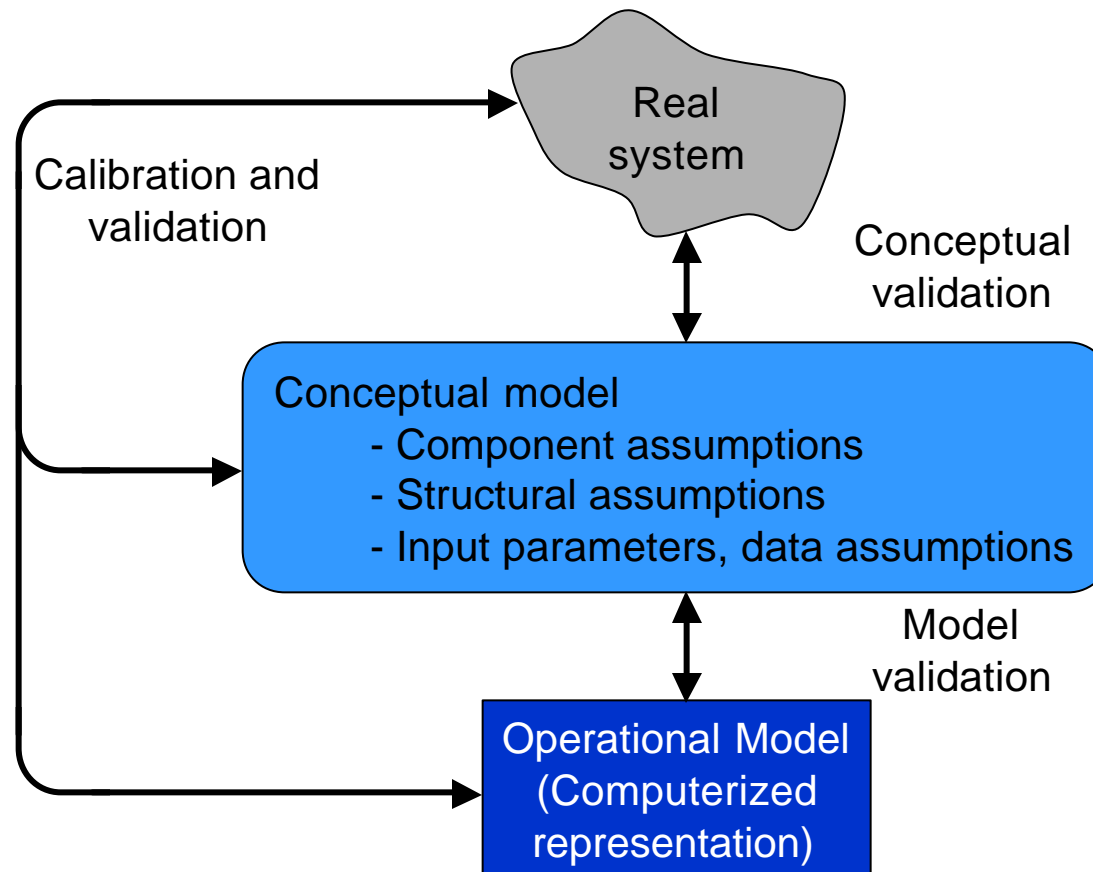 Real
system
Calibration and
validation
Conceptual
validation
Conceptual model
- Component assumptions
- Structural assumptions
- Input parameters, data assumptions
Model
validation
Operational Model
(Computerized
representation)